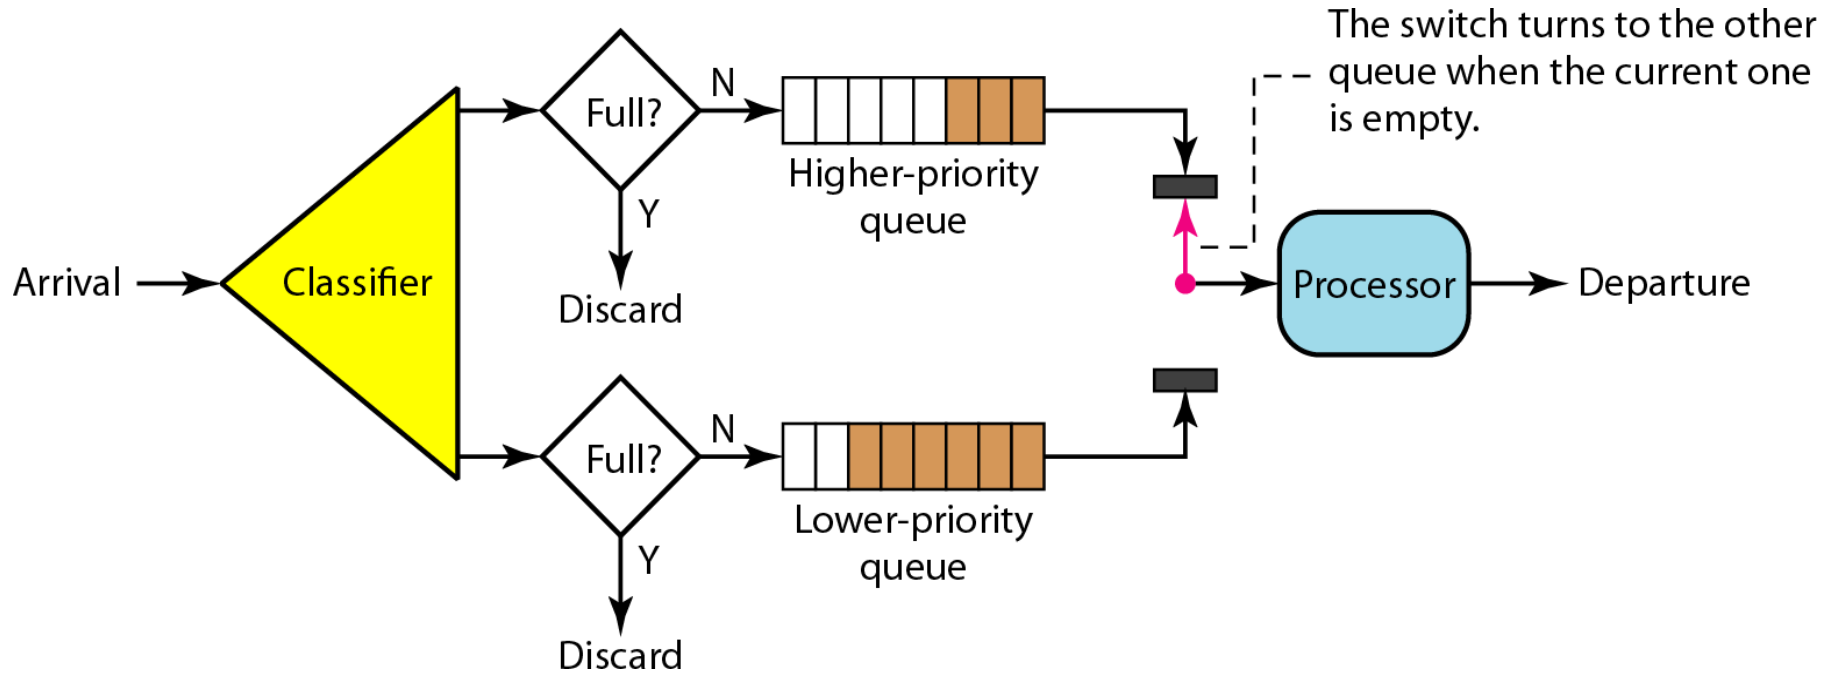 The switch turns to the other
queue when the current one
is empty.
N
Full?
Higher-priority
queue
Y
Discard
Arrival
Classifier
Processor
Departure
N
Full?
Lower-priority
queue
Y
Discard